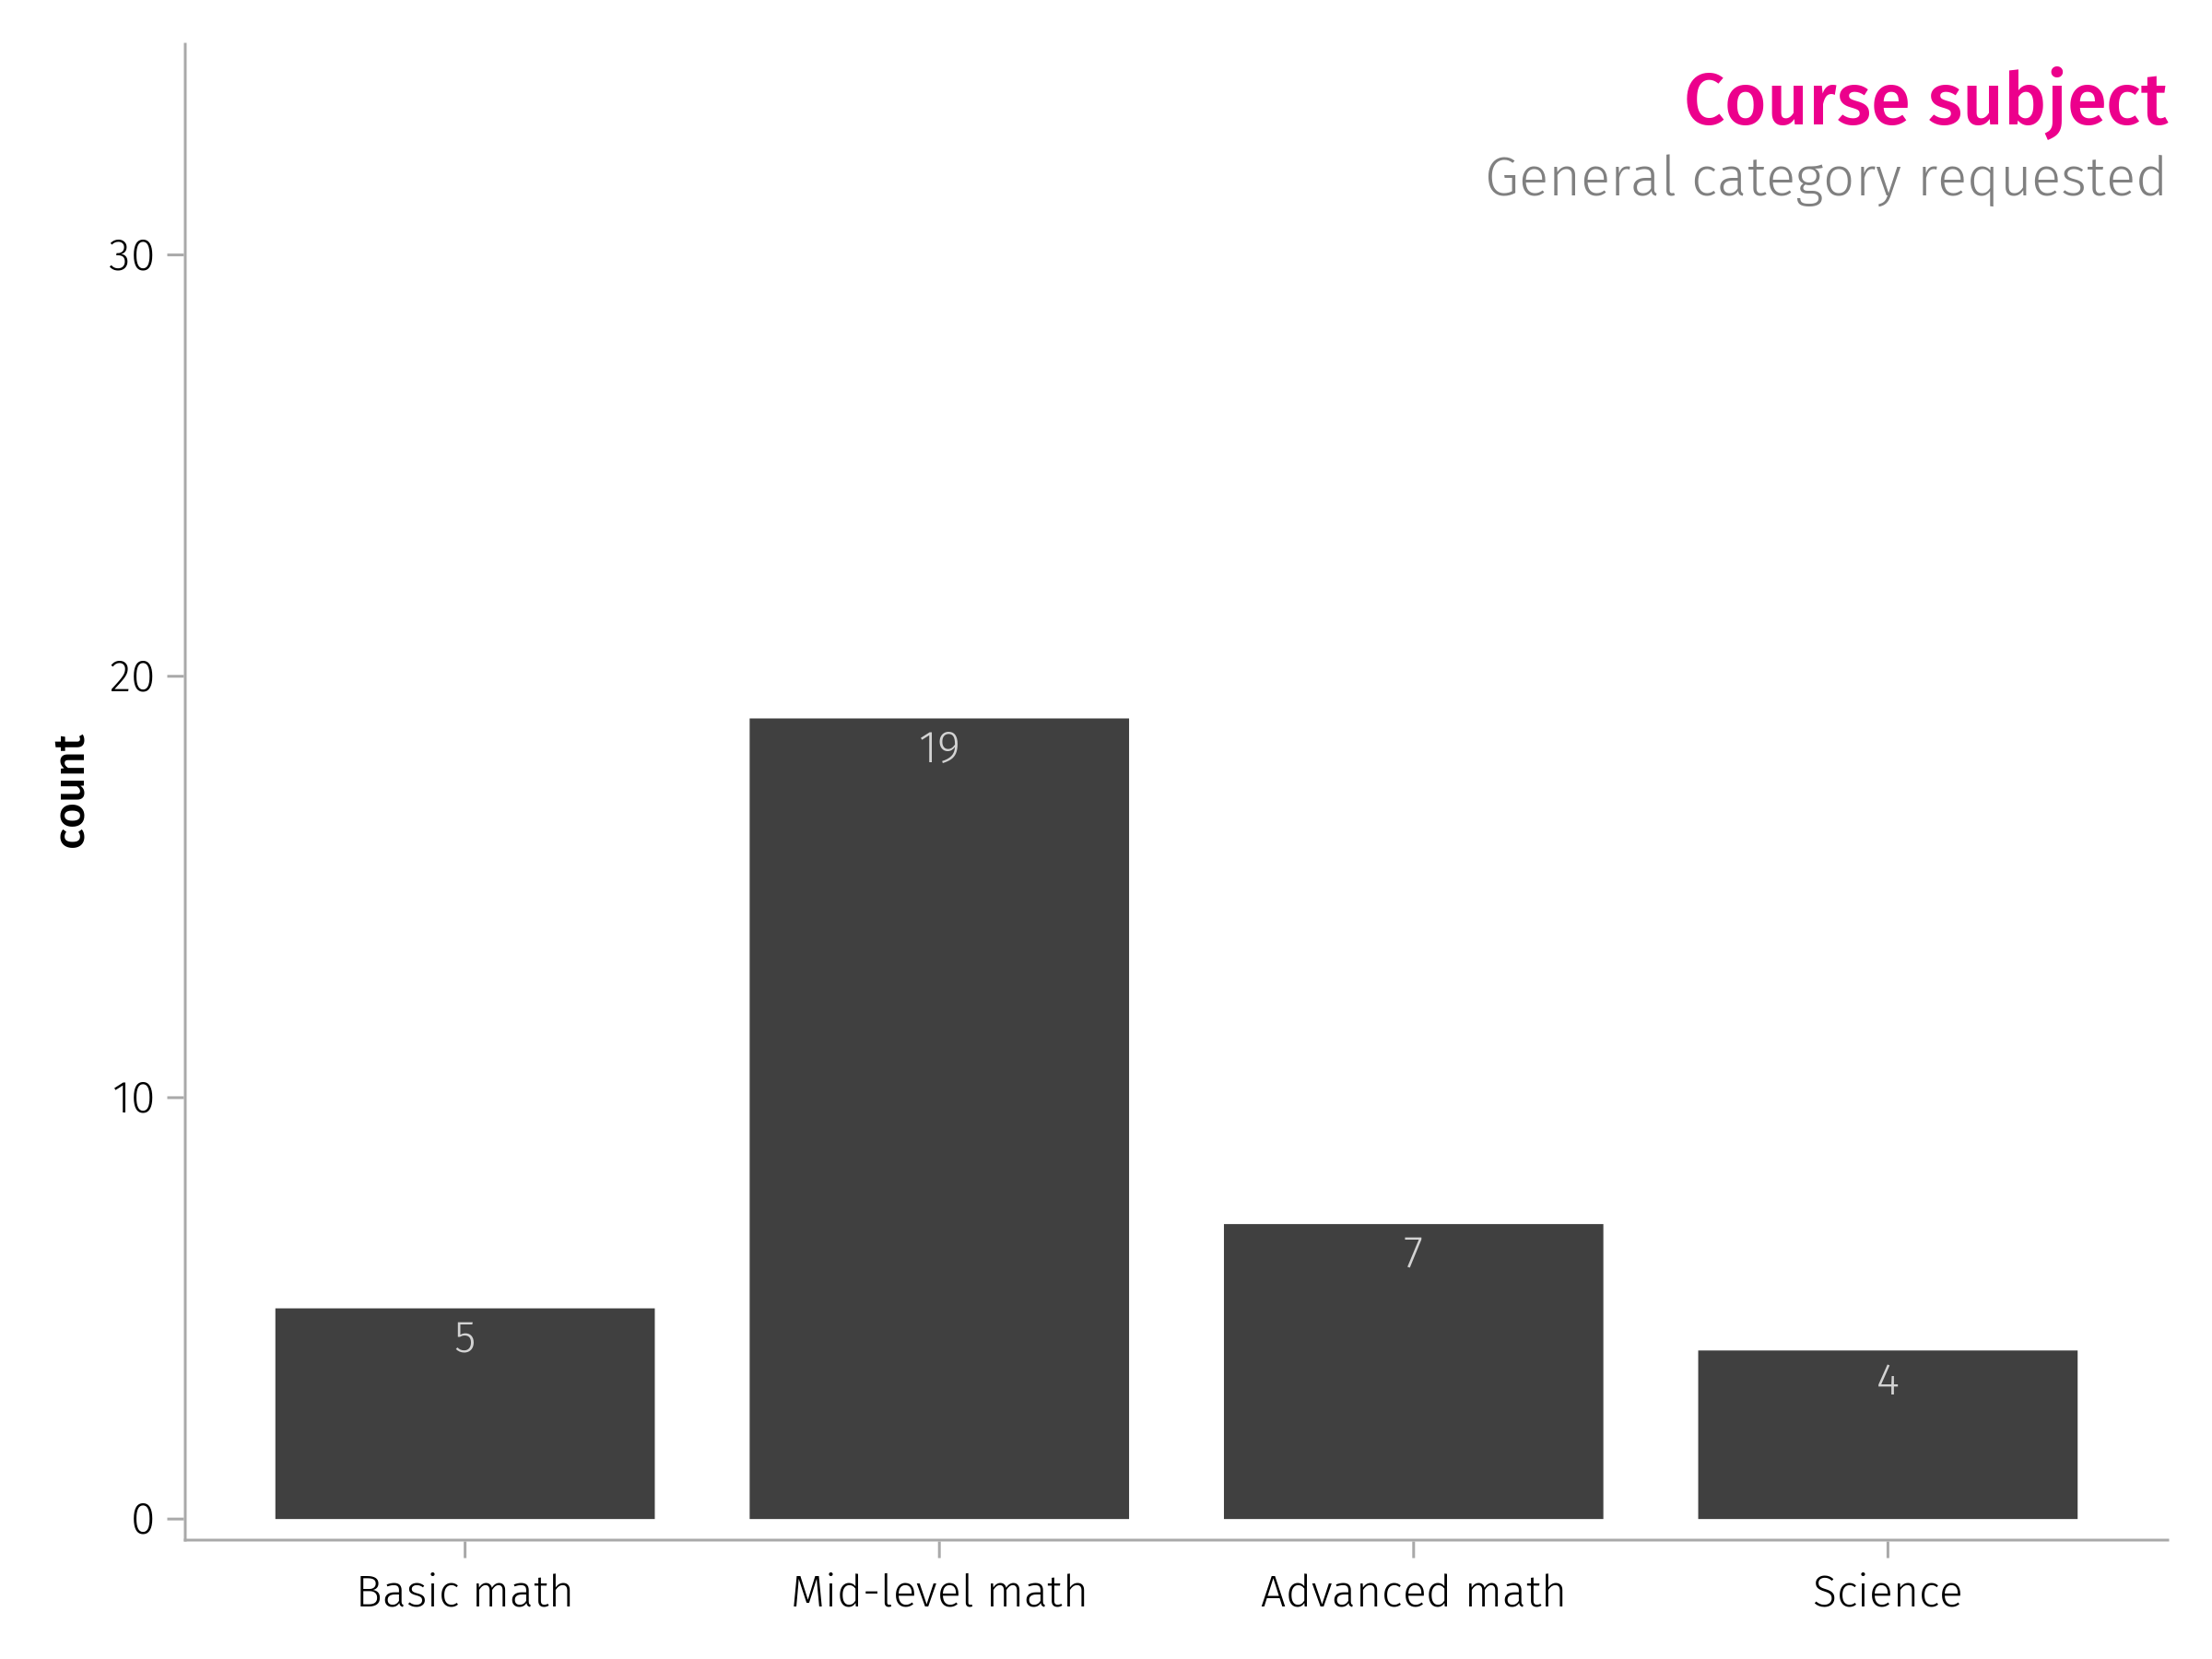 Course subject
General category requested
30
20
10
0
count
5
19
7
4
Basic math
Mid-level math
Advanced math
Science